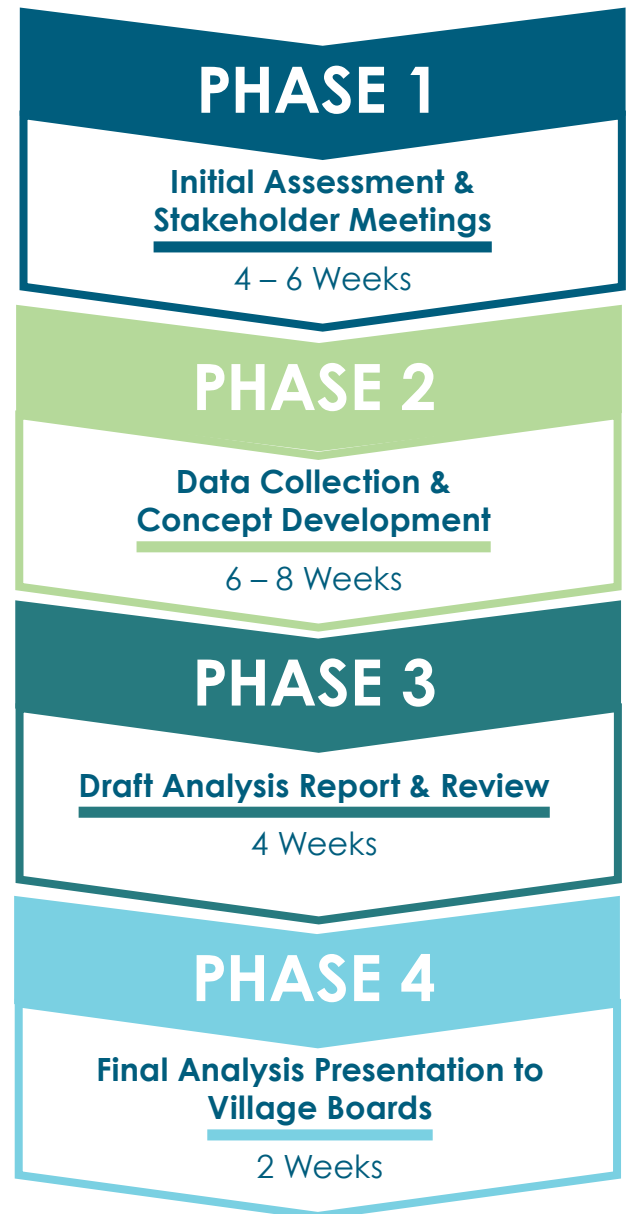 PHASE 1
Initial Assessment &
Stakeholder Meetings
4 – 6 Weeks
PHASE 2
Data Collection &
Concept Development
6 – 8 Weeks
PHASE 3
Draft Analysis Report & Review
4 Weeks
PHASE 4
Final Analysis Presentation to
Village Boards
2 Weeks